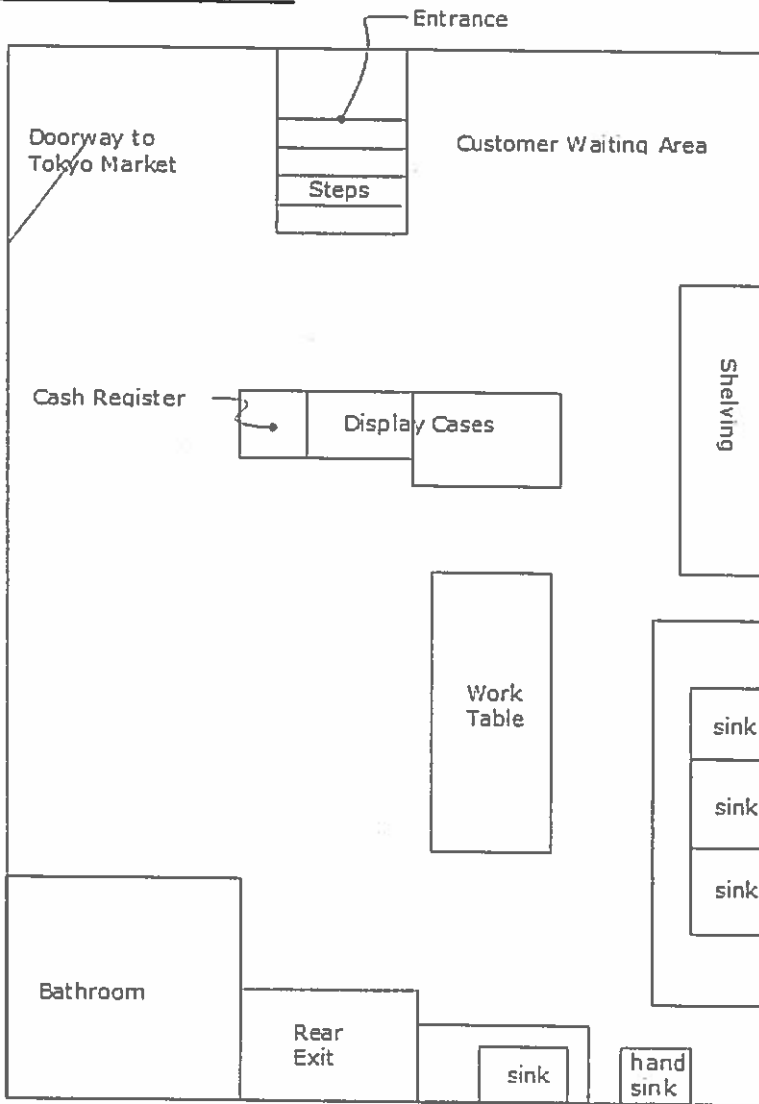 Entrance
Doorway to
Tokyo Market
Customer Waiting Area
Steps
Shelving
Cash Register
Display Cases
Work
Table
sink
sink
sink
Bathroom
Rear
Exit
sink
hand
sink